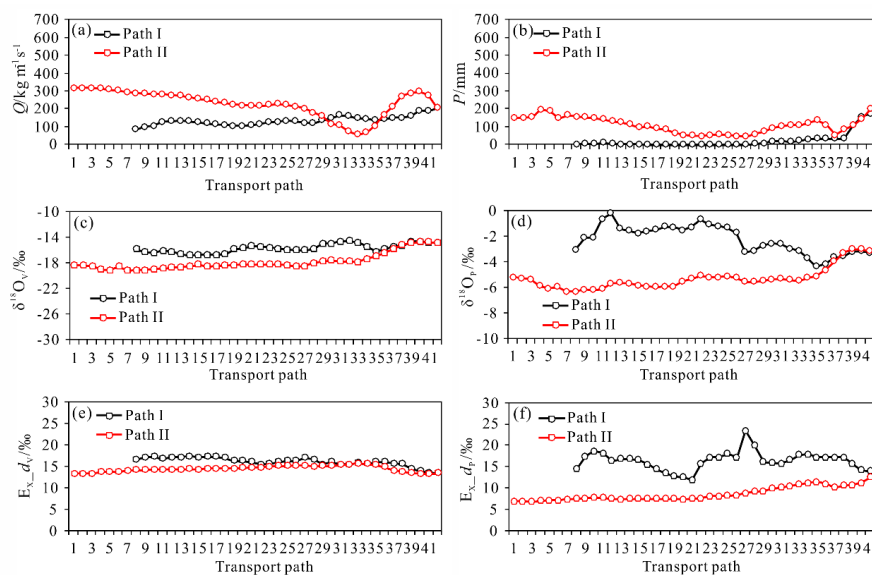 (a)
Path I
Path II
Q/kg m⁻¹s⁻¹
700
600
500
400
300
200
100
0
1 3 5 7 9 11 13 15 17 19 21 23 25 27 29 31 33 35 37 39 41
Transport path
(b)
Path I
Path II
P/mm
700
600
500
400
300
200
100
0
1 3 5 7 9 11 13 15 17 19 21 23 25 27 29 31 33 35 37 39 41
Transport path
(c)
Path I
Path II
δ¹⁸Oᵥ/‰
-10
-14
-18
-22
-26
-30
1 3 5 7 9 11 13 15 17 19 21 23 25 27 29 31 33 35 37 39 41
Transport path
(d)
Path I
Path II
δ¹⁸Oₚ/‰
0
-2
-4
-6
-8
-10
1 3 5 7 9 11 13 15 17 19 21 23 25 27 29 31 33 35 37 39 41
Transport path
(e)
Path I
Path II
Eₓ_dᵥ/‰
30
25
20
15
10
5
0
1 3 5 7 9 11 13 15 17 19 21 23 25 27 29 31 33 35 37 39 41
Transport path
(f)
Path I
Path II
Eₓ_dₚ/‰
30
25
20
15
10
5
0
1 3 5 7 9 11 13 15 17 19 21 23 25 27 29 31 33 35 37 39 41
Transport path